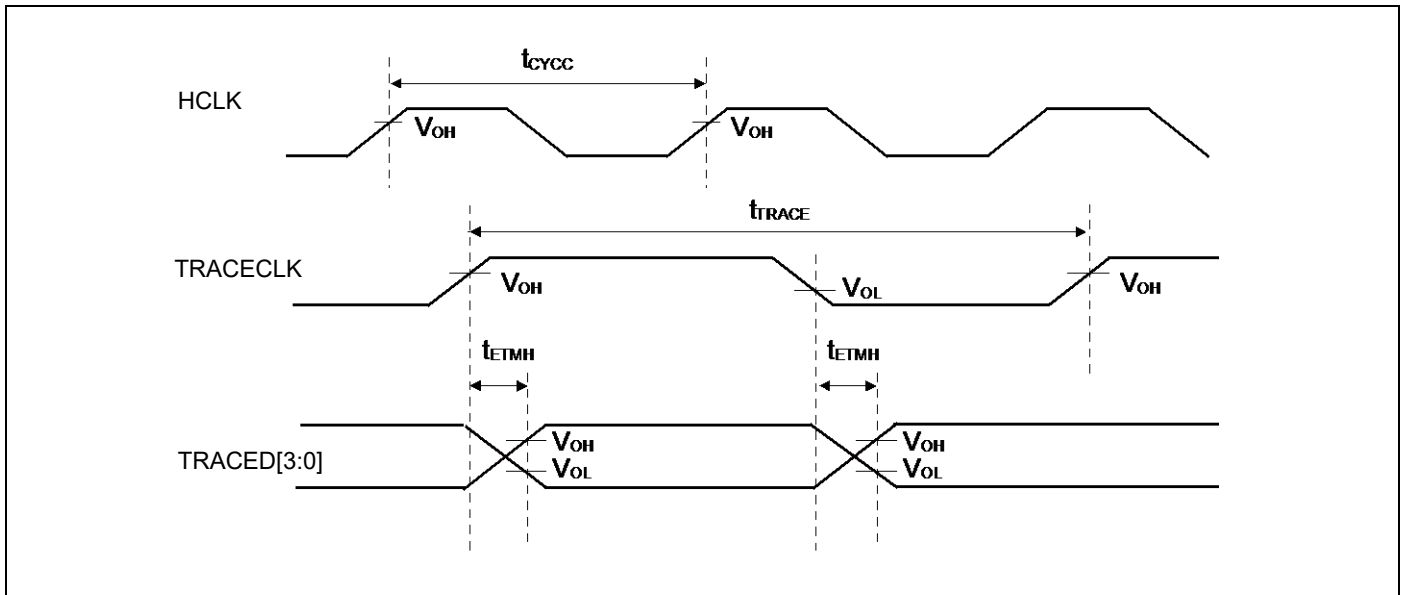 tCYCC
HCLK
VOH VOH
tTRACE
TRACECLK
VOH VOL VOH
tETMH tETMH
VOH VOH
TRACED[3:0]
VOL VOL